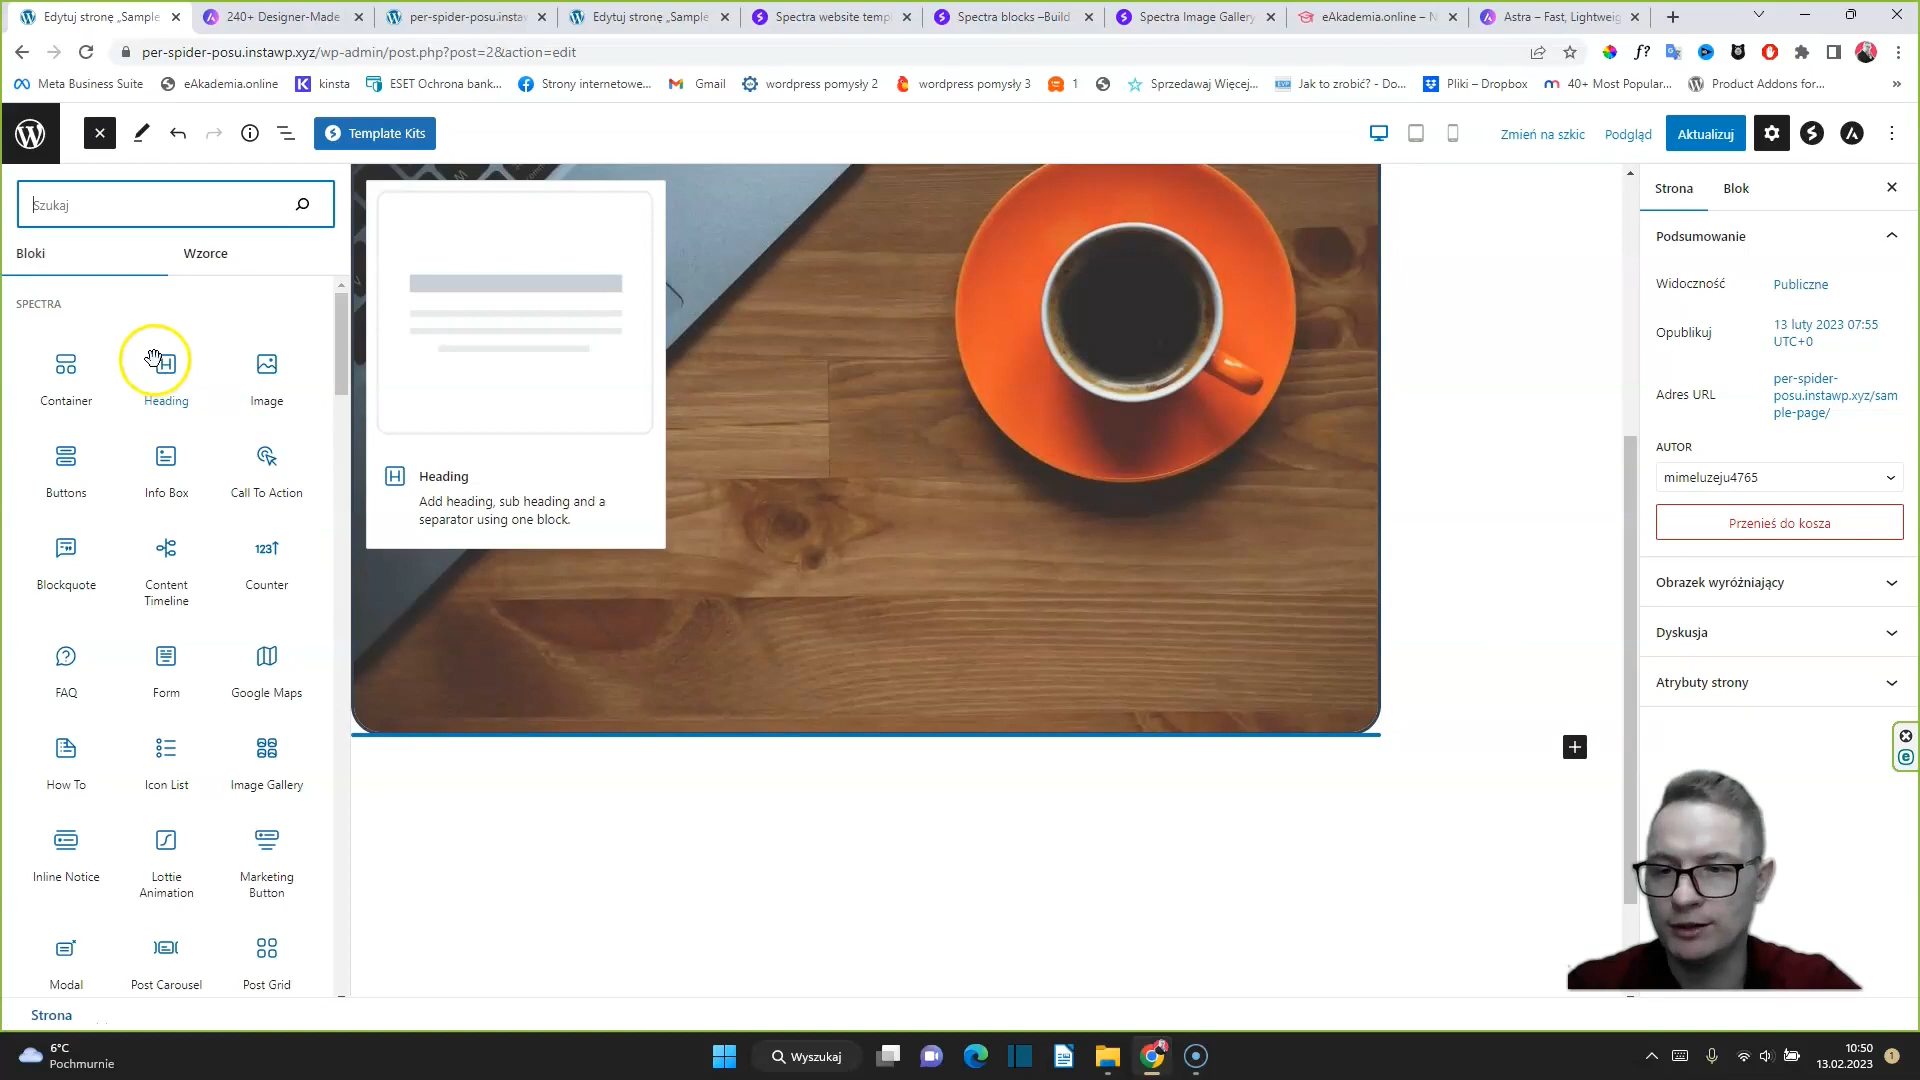 Edytuj stronę „Sample
240+ Designer-Made
per-spider-posu.instaw
Edytuj stronę „Sample
Spectra website templ
Spectra blocks –Build
Spectra Image Gallery
eAkademia.online – N
Astra – Fast, Lightweig
per-spider-posu.instawp.xyz/wp-admin/post.php?post=2&action=edit
Meta Business Suite
eAkademia.online
kinsta
ESET Ochrona bank...
Strony internetowe...
Gmail
wordpress pomysły 2
wordpress pomysły 3
1
Sprzedawaj Więcej,...
Jak to zrobić? - Do...
Pliki – Dropbox
40+ Most Popular...
Product Addons for...
Template Kits
Zmień na szkic
Podgląd
Aktualizuj
Szukaj
Bloki
Wzorce
SPECTRA
Container
Heading
Image
Buttons
Info Box
Call To Action
Blockquote
Content
Timeline
Counter
FAQ
Form
Google Maps
How To
Icon List
Image Gallery
Inline Notice
Lottie
Animation
Marketing
Button
Modal
Post Carousel
Post Grid
Heading
Add heading, sub heading and a
separator using one block.
Strona
Blok
Podsumowanie
Widoczność
Publiczne
Opublikuj
13 luty 2023 07:55
UTC+0
Adres URL
per-spider-
posu.instawp.xyz/sam
ple-page/
AUTOR
mimeluzeju4765
Przenieś do kosza
Obrazek wyróżniający
Dyskusja
Atrybuty strony
Strona
6°C
Pochmurnie
Wyszukaj
10:50
13.02.2023
1